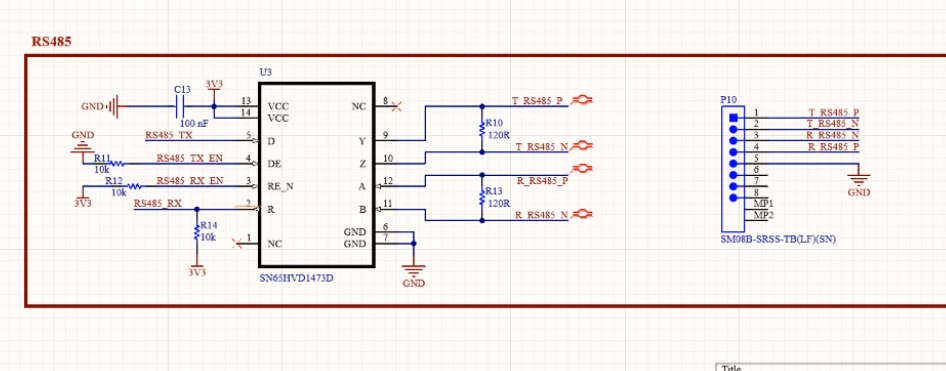 RS485
U3
C13
3V3
GND
100 nF
13
VCC
14
VCC
NC
8
GND
RS485_TX
5
D
Y
9
R11
10k
RS485_TX_EN
4
DE
Z
10
R12
10k
RS485_RX_EN
3
RE_N
A
12
3V3
RS485_RX
2
R
B
11
R14
10k
GND
6
GND
7
1
NC
3V3
SN65HVD1473D
GND
T_RS485_P
R10
120R
T_RS485_N
R_RS485_P
R13
120R
R_RS485_N
P10
1
T_RS485_P
2
T_RS485_N
3
R_RS485_N
4
R_RS485_P
5
6
7
8
MP1
MP2
GND
SM08B-SRSS-TB(LF)(SN)
Title